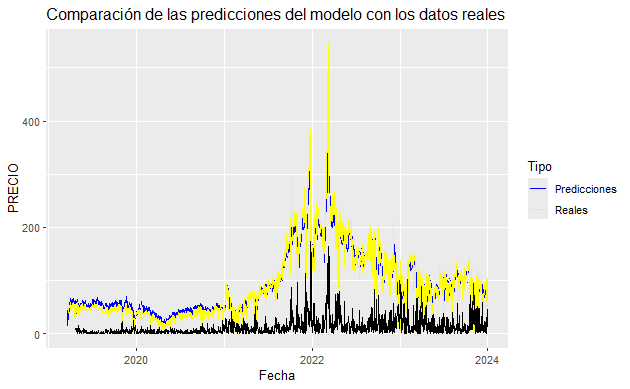 Comparación de las predicciones del modelo con los datos reales
400
200
0
PRECIO
2020
2022
2024
Fecha
Tipo
Predicciones
Reales